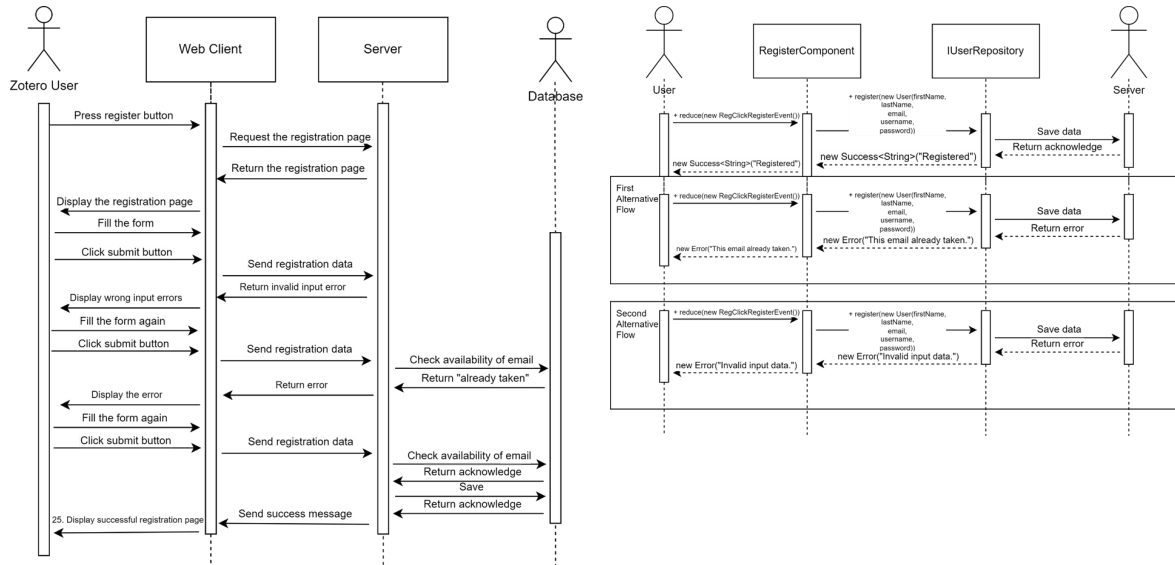 Zotero User
Web Client
Server
Database
Press register button
Request the registration page
Return the registration page
Display the registration page
Fill the form
Click submit button
Send registration data
Return invalid input error
Display wrong input errors
Fill the form again
Click submit button
Send registration data
Check availability of email
Return "already taken"
Return error
Display the error
Fill the form again
Click submit button
Send registration data
Check availability of email
Return acknowledge
Save
Return acknowledge
Send success message
25. Display successful registration page
User
RegisterComponent
IUserRepository
Server
+ reduce(new RegClickRegisterEvent())
+ register(new User(firstName,
lastName,
email,
username,
password))
Save data
Return acknowledge
new Success<String>("Registered")
new Success<String>("Registered")
First
Alternative
Flow
+ reduce(new RegClickRegisterEvent())
+ register(new User(firstName,
lastName,
email,
username,
password))
Save data
Return error
new Error("This email already taken.")
new Error("This email already taken.")
Second
Alternative
Flow
+ reduce(new RegClickRegisterEvent())
+ register(new User(firstName,
lastName,
email,
username,
password))
Save data
Return error
new Error("Invalid input data.")
new Error("Invalid input data.")